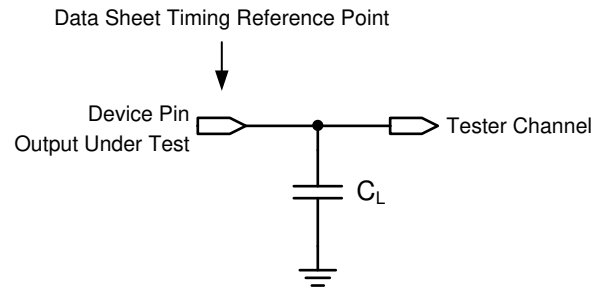 Data Sheet Timing Reference Point
Device Pin
Output Under Test
Tester Channel
CL